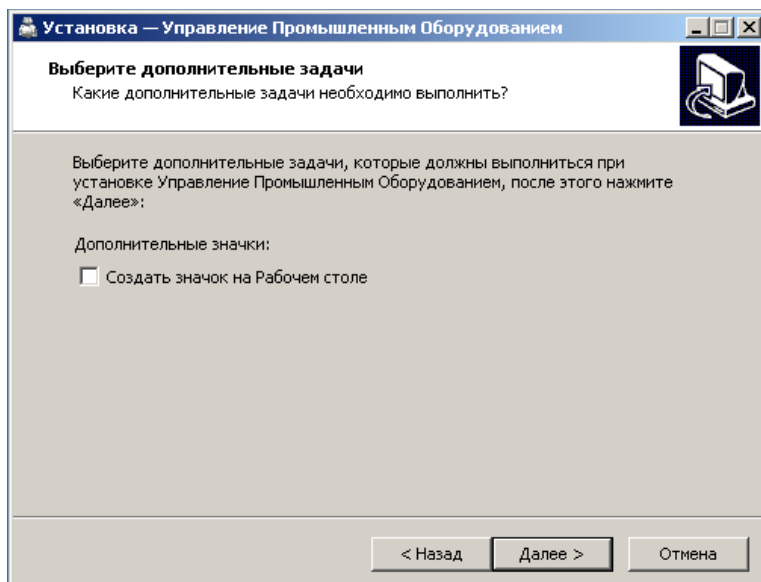 Установка — Управление Промышленным Оборудованием
Выберите дополнительные задачи
Какие дополнительные задачи необходимо выполнить?
Выберите дополнительные задачи, которые должны выполниться при
установке Управление Промышленным Оборудованием, после этого нажмите
«Далее»:
Дополнительные значки:
Создать значок на Рабочем столе
< Назад
Далее >
Отмена